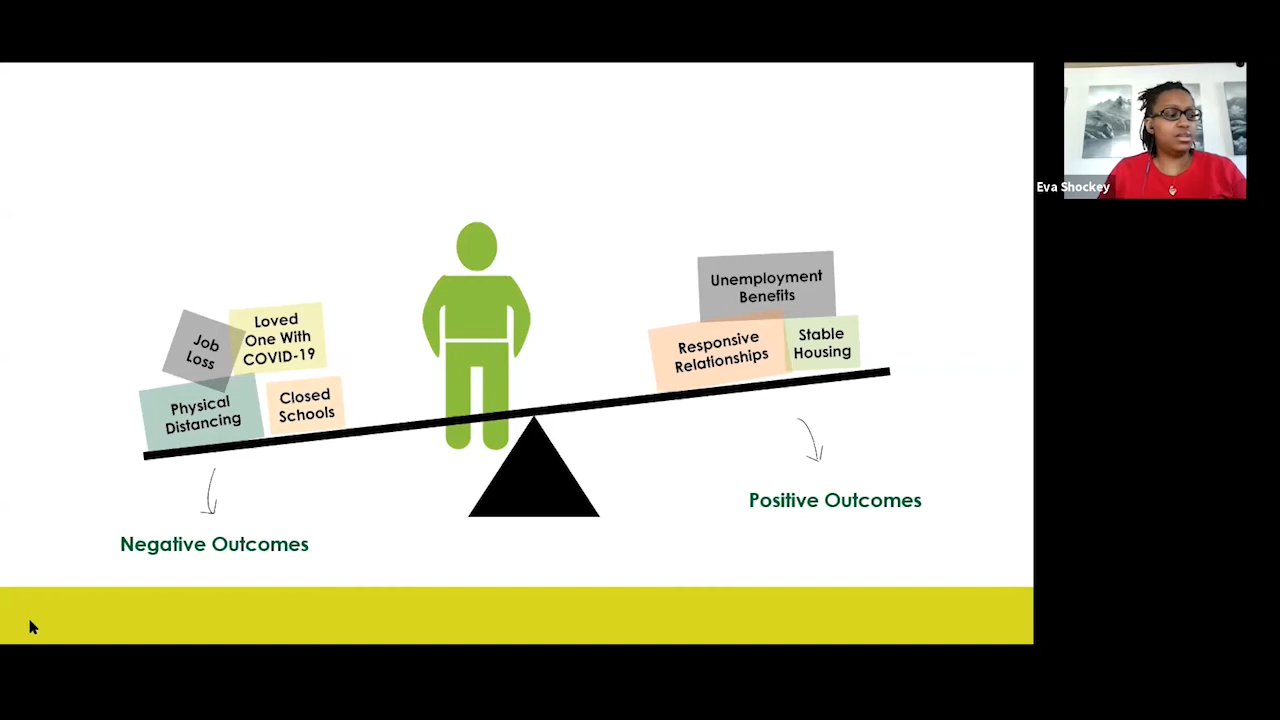 Eva Shockey
Unemployment
Benefits
Responsive
Relationships
Stable
Housing
Job
Loss
Loved
One With
COVID-19
Physical
Distancing
Closed
Schools
Positive Outcomes
Negative Outcomes